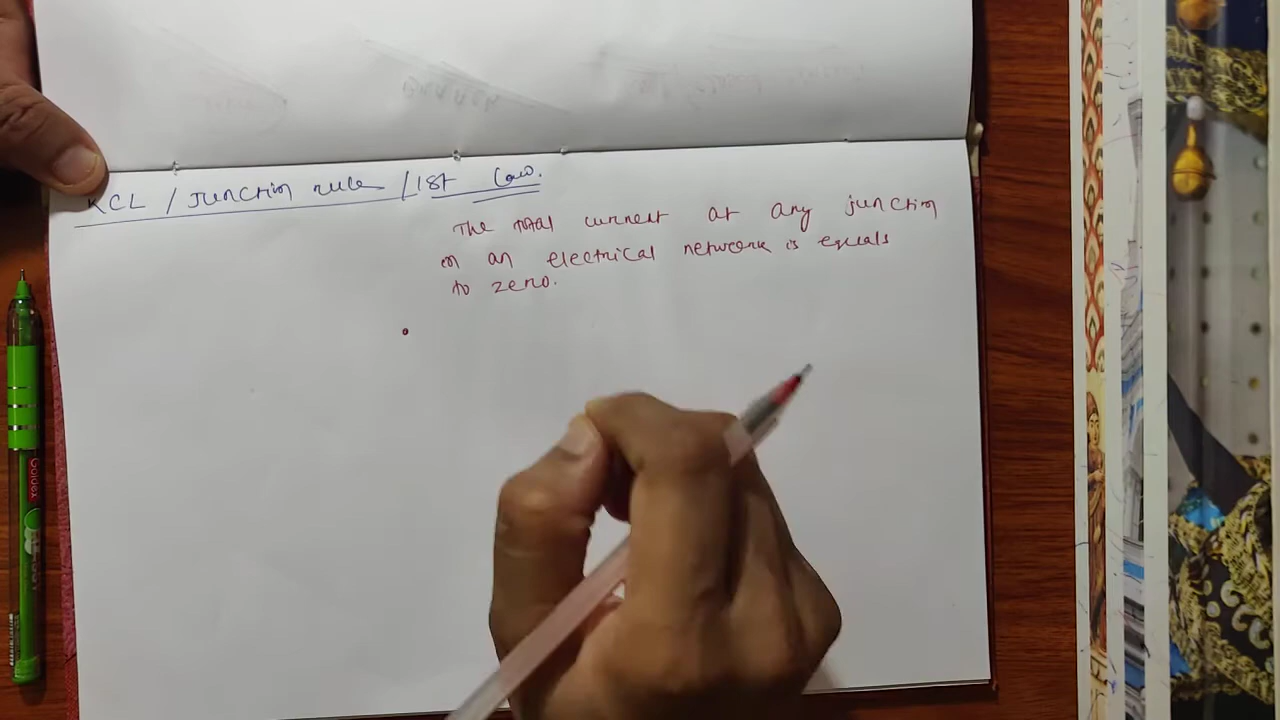 KCL / Junction rule / 1st Law.
The total current at any junction
in an electrical network is equals
to zero.
Goldex